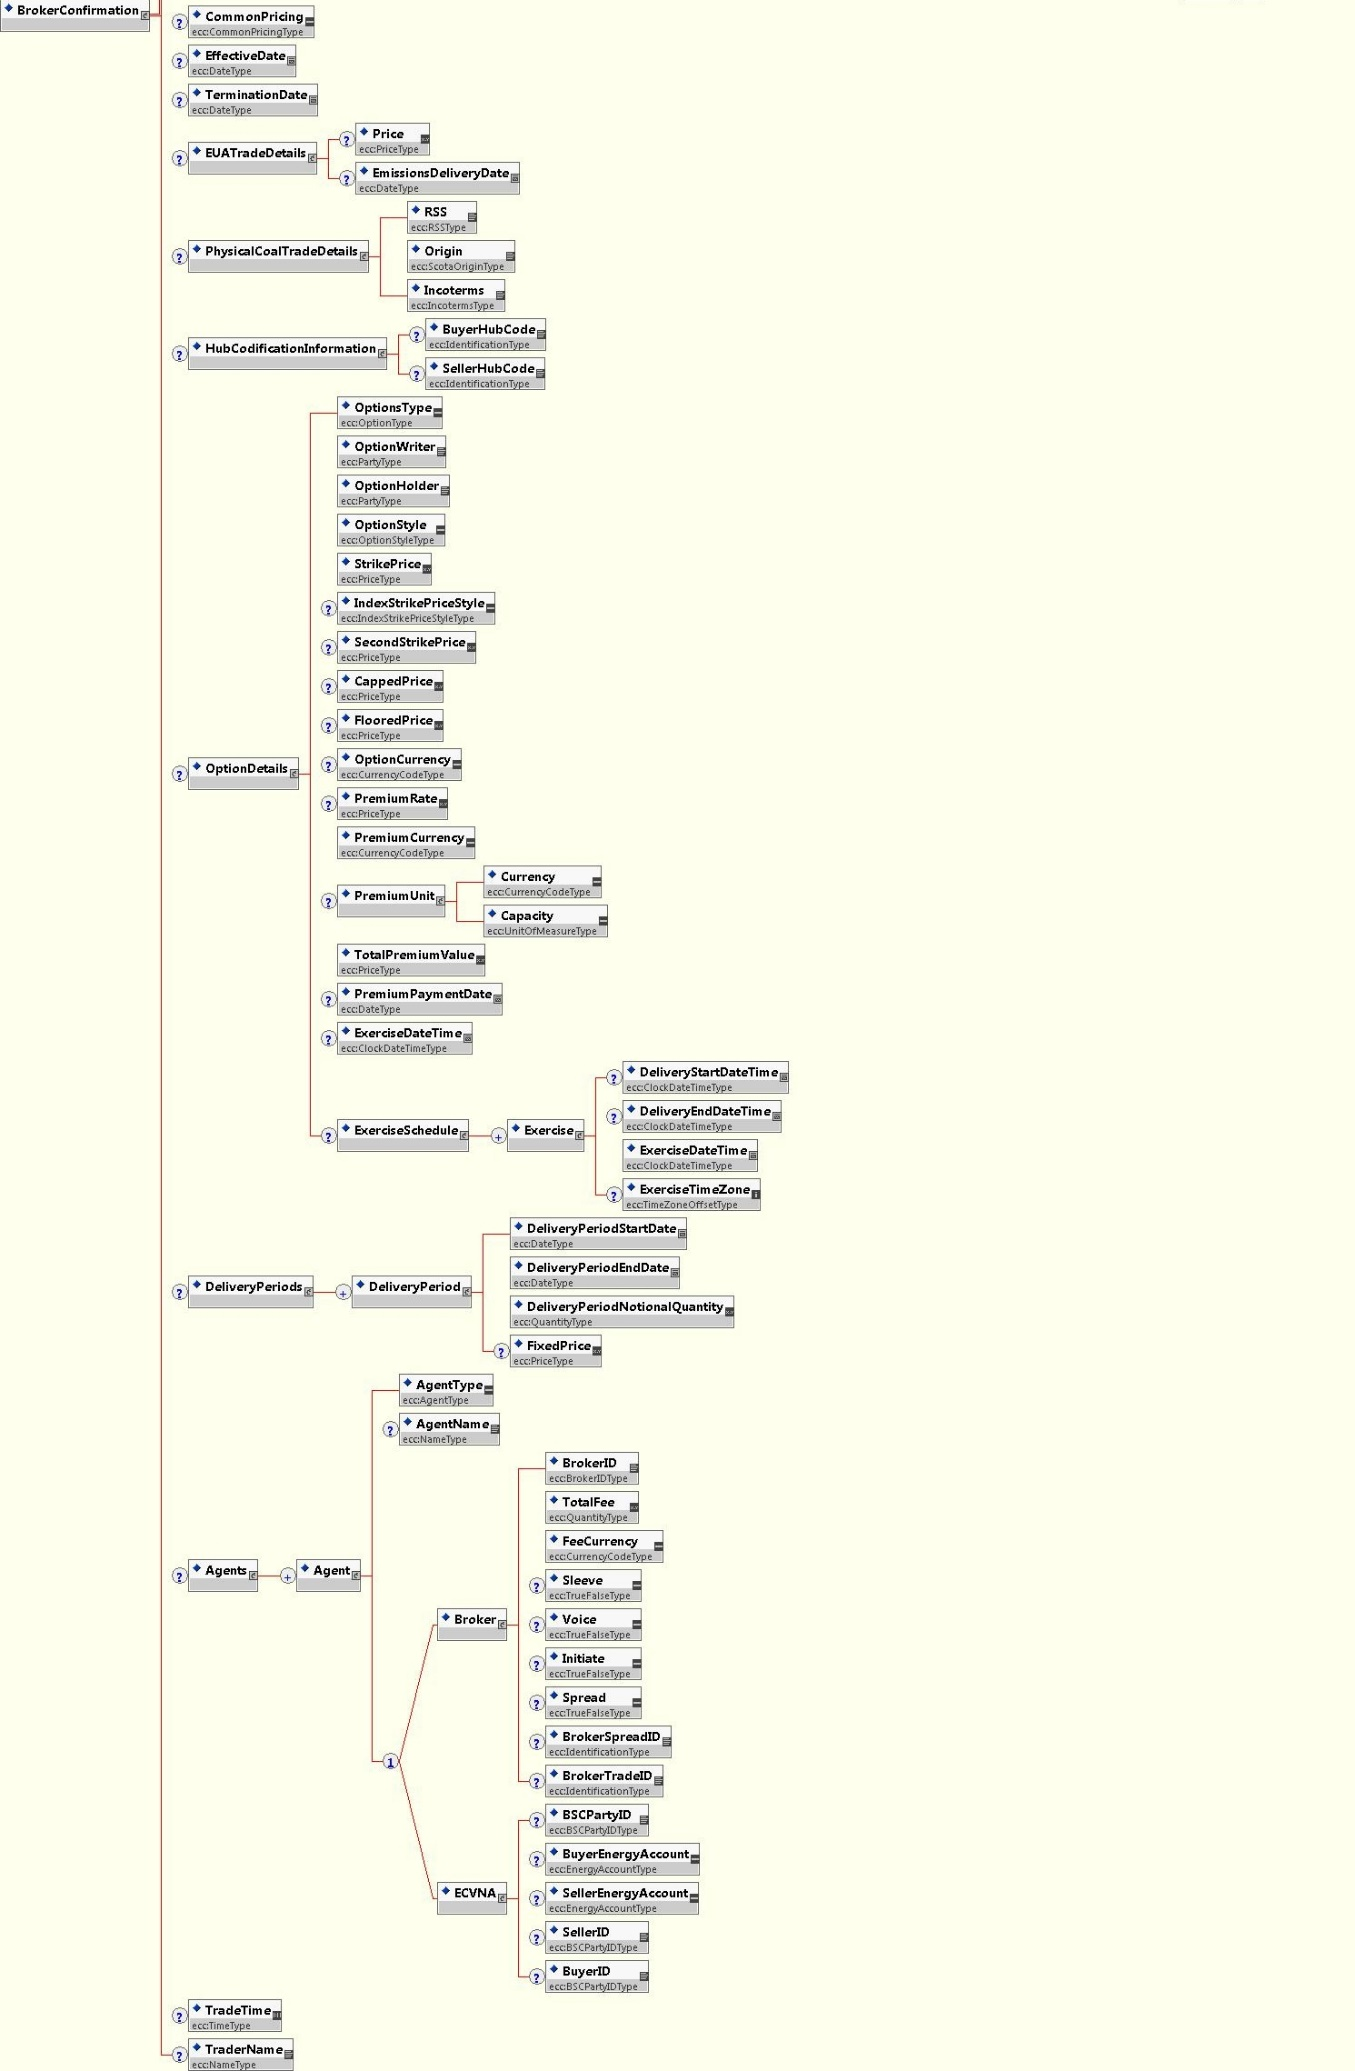 BrokerConfirmation
CommonPricing
ecc:CommonPricingType
EffectiveDate
ecc:DateType
TerminationDate
ecc:DateType
EUATradeDetails
Price
ecc:PriceType
EmissionsDeliveryDate
ecc:DateType
PhysicalCoalTradeDetails
RSS
ecc:RSSType
Origin
ecc:ScotaOriginType
Incoterms
ecc:IncotermsType
HubCodificationInformation
BuyerHubCode
ecc:IdentificationType
SellerHubCode
ecc:IdentificationType
OptionDetails
OptionsType
ecc:OptionType
OptionWriter
ecc:PartyType
OptionHolder
ecc:PartyType
OptionStyle
ecc:OptionStyleType
StrikePrice
ecc:PriceType
IndexStrikePriceStyle
ecc:IndexStrikePriceStyleType
SecondStrikePrice
ecc:PriceType
CappedPrice
ecc:PriceType
FlooredPrice
ecc:PriceType
OptionCurrency
ecc:CurrencyCodeType
PremiumRate
ecc:PriceType
PremiumCurrency
ecc:CurrencyCodeType
PremiumUnit
Currency
ecc:CurrencyCodeType
Capacity
ecc:UnitOfMeasureType
TotalPremiumValue
ecc:PriceType
PremiumPaymentDate
ecc:DateType
ExerciseDateTime
ecc:ClockDateTimeType
ExerciseSchedule
Exercise
DeliveryStartDateTime
ecc:ClockDateTimeType
DeliveryEndDateTime
ecc:ClockDateTimeType
ExerciseDateTime
ecc:ClockDateTimeType
ExerciseTimeZone
ecc:TimeZoneOffsetType
DeliveryPeriods
DeliveryPeriod
DeliveryPeriodStartDate
ecc:DateType
DeliveryPeriodEndDate
ecc:DateType
DeliveryPeriodNotionalQuantity
ecc:QuantityType
FixedPrice
ecc:PriceType
Agents
Agent
AgentType
ecc:AgentType
AgentName
ecc:NameType
1
Broker
BrokerID
ecc:BrokerIDType
TotalFee
ecc:QuantityType
FeeCurrency
ecc:CurrencyCodeType
Sleeve
ecc:TrueFalseType
Voice
ecc:TrueFalseType
Initiate
ecc:TrueFalseType
Spread
ecc:TrueFalseType
BrokerSpreadID
ecc:IdentificationType
BrokerTradeID
ecc:IdentificationType
ECVNA
BSCPartyID
ecc:BSCPartyIDType
BuyerEnergyAccount
ecc:EnergyAccountType
SellerEnergyAccount
ecc:EnergyAccountType
SellerID
ecc:BSCPartyIDType
BuyerID
ecc:BSCPartyIDType
TradeTime
ecc:TimeType
TraderName
ecc:NameType